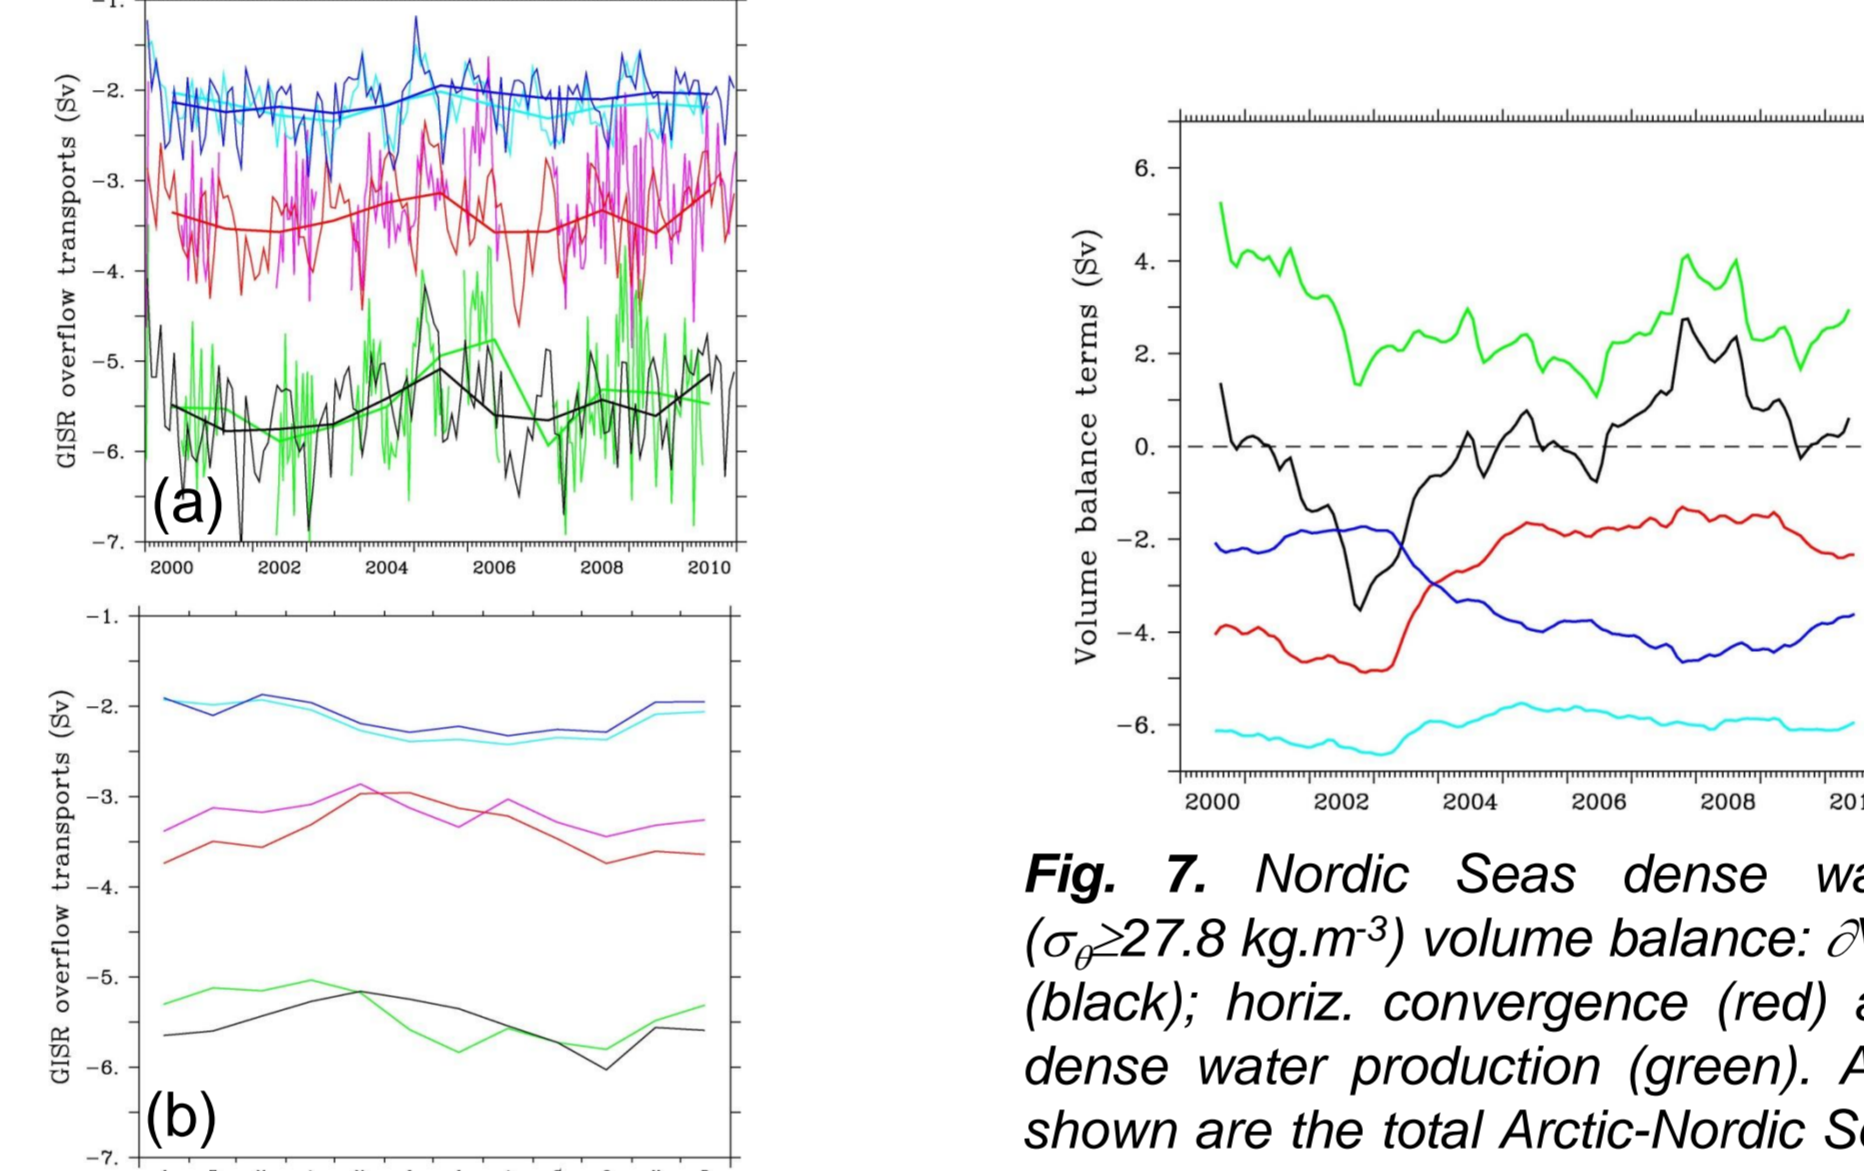 -1.
-2.
-3.
-4.
-5.
-6.
-7.
GISR overflow transports (Sv)
(a)
2000 2002 2004 2006 2008 2010
-1.
-2.
-3.
-4.
-5.
-6.
-7.
GISR overflow transports (Sv)
(b)
6.
4.
2.
0.
-2.
-4.
-6.
Volume balance terms (Sv)
2000 2002 2004 2006 2008 201
Fig. 7. Nordic Seas dense wa
(σθ≥27.8 kg.m-3) volume balance: ∂
(black); horiz. convergence (red) a
dense water production (green). A
shown are the total Arctic-Nordic Se